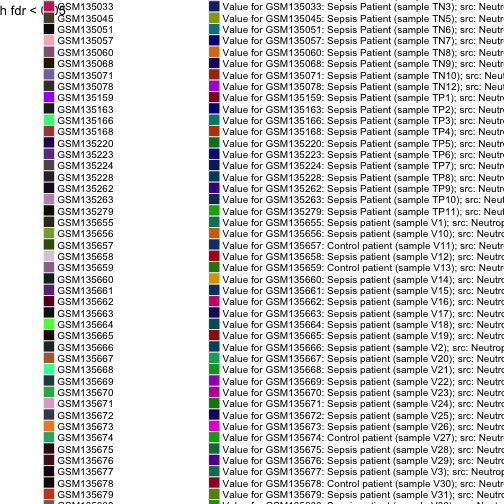 h fdr < 0.05
GSM135033 Value for GSM135033: Sepsis Patient (sample TN3); src: Neutr
GSM135045 Value for GSM135045: Sepsis Patient (sample TN5); src: Neutr
GSM135051 Value for GSM135051: Sepsis Patient (sample TN6); src: Neutr
GSM135057 Value for GSM135057: Sepsis Patient (sample TN7); src: Neutr
GSM135060 Value for GSM135060: Sepsis Patient (sample TN8); src: Neutr
GSM135068 Value for GSM135068: Sepsis Patient (sample TN9); src: Neutr
GSM135071 Value for GSM135071: Sepsis Patient (sample TN10); src: Neut
GSM135078 Value for GSM135078: Sepsis Patient (sample TN12); src: Neut
GSM135159 Value for GSM135159: Sepsis Patient (sample TP1); src: Neutr
GSM135163 Value for GSM135163: Sepsis Patient (sample TP2); src: Neutr
GSM135166 Value for GSM135166: Sepsis Patient (sample TP3); src: Neutr
GSM135168 Value for GSM135168: Sepsis Patient (sample TP4); src: Neutr
GSM135220 Value for GSM135220: Sepsis Patient (sample TP5); src: Neutr
GSM135223 Value for GSM135223: Sepsis Patient (sample TP6); src: Neutr
GSM135224 Value for GSM135224: Sepsis Patient (sample TP7); src: Neutr
GSM135228 Value for GSM135228: Sepsis Patient (sample TP8); src: Neutr
GSM135262 Value for GSM135262: Sepsis Patient (sample TP9); src: Neutr
GSM135263 Value for GSM135263: Sepsis Patient (sample TP10); src: Neutr
GSM135279 Value for GSM135279: Sepsis Patient (sample TP11); src: Neutr
GSM135655 Value for GSM135655: Sepsis patient (sample V1); src: Neutrop
GSM135656 Value for GSM135656: Sepsis patient (sample V10); src: Neutro
GSM135657 Value for GSM135657: Control patient (sample V11); src: Neutr
GSM135658 Value for GSM135658: Sepsis patient (sample V12); src: Neutro
GSM135659 Value for GSM135659: Control patient (sample V13); src: Neutr
GSM135660 Value for GSM135660: Sepsis patient (sample V14); src: Neutro
GSM135661 Value for GSM135661: Sepsis patient (sample V15); src: Neutro
GSM135662 Value for GSM135662: Sepsis patient (sample V16); src: Neutro
GSM135663 Value for GSM135663: Sepsis patient (sample V17); src: Neutro
GSM135664 Value for GSM135664: Sepsis patient (sample V18); src: Neutro
GSM135665 Value for GSM135665: Sepsis patient (sample V19); src: Neutro
GSM135666 Value for GSM135666: Sepsis patient (sample V2); src: Neutrop
GSM135667 Value for GSM135667: Sepsis patient (sample V20); src: Neutro
GSM135668 Value for GSM135668: Sepsis patient (sample V21); src: Neutro
GSM135669 Value for GSM135669: Sepsis patient (sample V22); src: Neutro
GSM135670 Value for GSM135670: Sepsis patient (sample V23); src: Neutro
GSM135671 Value for GSM135671: Sepsis patient (sample V24); src: Neutro
GSM135672 Value for GSM135672: Sepsis patient (sample V25); src: Neutro
GSM135673 Value for GSM135673: Sepsis patient (sample V26); src: Neutro
GSM135674 Value for GSM135674: Control patient (sample V27); src: Neutr
GSM135675 Value for GSM135675: Sepsis patient (sample V28); src: Neutro
GSM135676 Value for GSM135676: Sepsis patient (sample V29); src: Neutro
GSM135677 Value for GSM135677: Sepsis patient (sample V3); src: Neutrop
GSM135678 Value for GSM135678: Control patient (sample V30); src: Neutr
GSM135679 Value for GSM135679: Sepsis patient (sample V31); src: Neutro